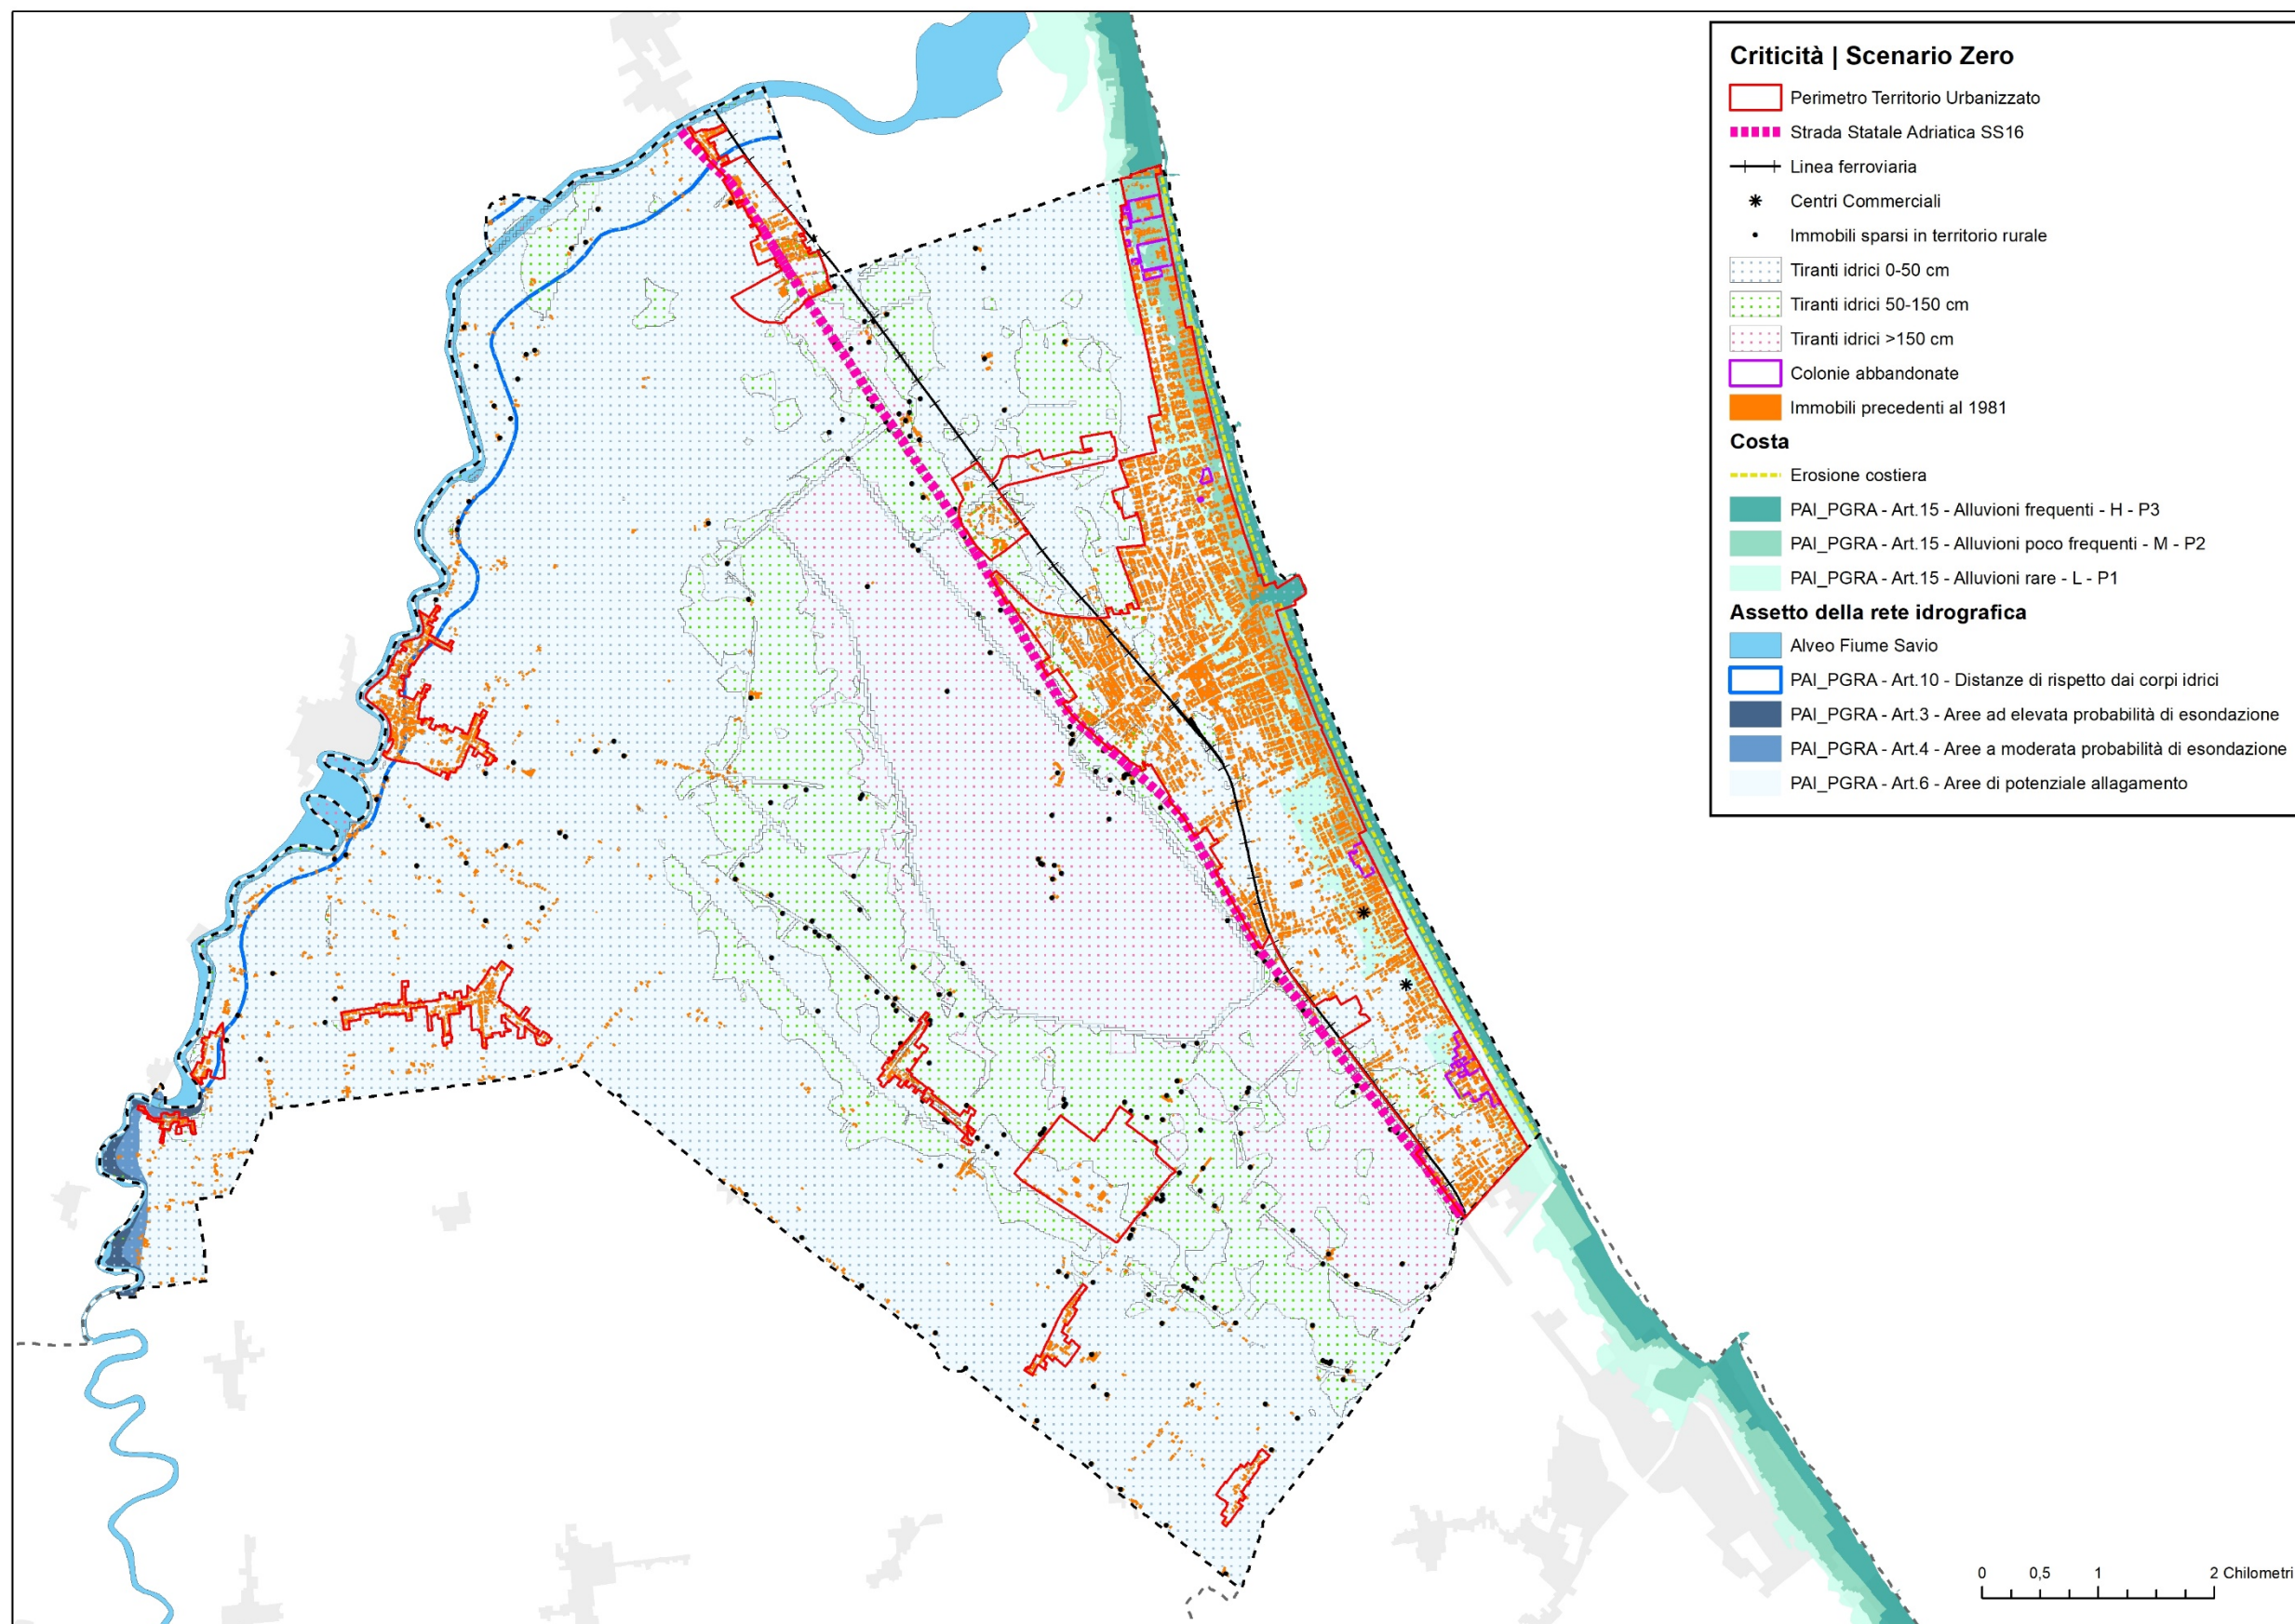 Criticità | Scenario Zero
Perimetro Territorio Urbanizzato
Strada Statale Adriatica SS16
Linea ferroviaria
Centri Commerciali
Immobili sparsi in territorio rurale
Tiranti idrici 0-50 cm
Tiranti idrici 50-150 cm
Tiranti idrici >150 cm
Colonie abbandonate
Immobili precedenti al 1981
Costa
Erosione costiera
PAI_PGRA - Art.15 - Alluvioni frequenti - H - P3
PAI_PGRA - Art.15 - Alluvioni poco frequenti - M - P2
PAI_PGRA - Art.15 - Alluvioni rare - L - P1
Assetto della rete idrografica
Alveo Fiume Savio
PAI_PGRA - Art.10 - Distanze di rispetto dai corpi idrici
PAI_PGRA - Art.3 - Aree ad elevata probabilità di esondazione
PAI_PGRA - Art.4 - Aree a moderata probabilità di esondazione
PAI_PGRA - Art.6 - Aree di potenziale allagamento
0 0,5 1 2 Chilometri